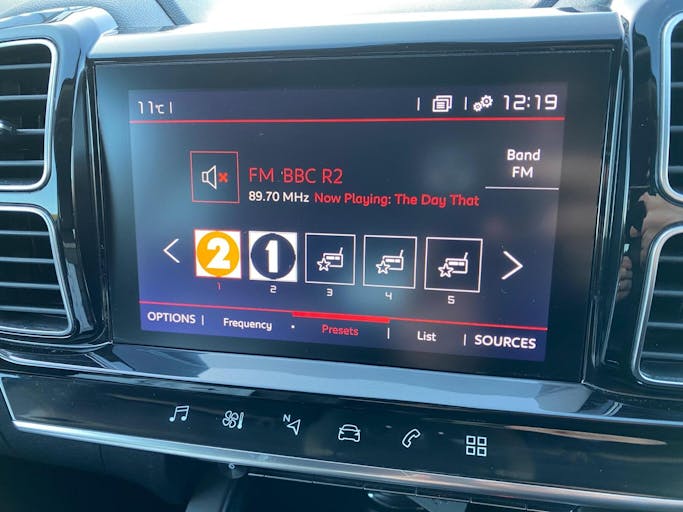 11°C | | | 12:19
Band
FM
FM BBC R2
89.70 MHz Now Playing: The Day That
2 1
1 2 3 4 5
OPTIONS | Frequency • Presets | List | SOURCES
N